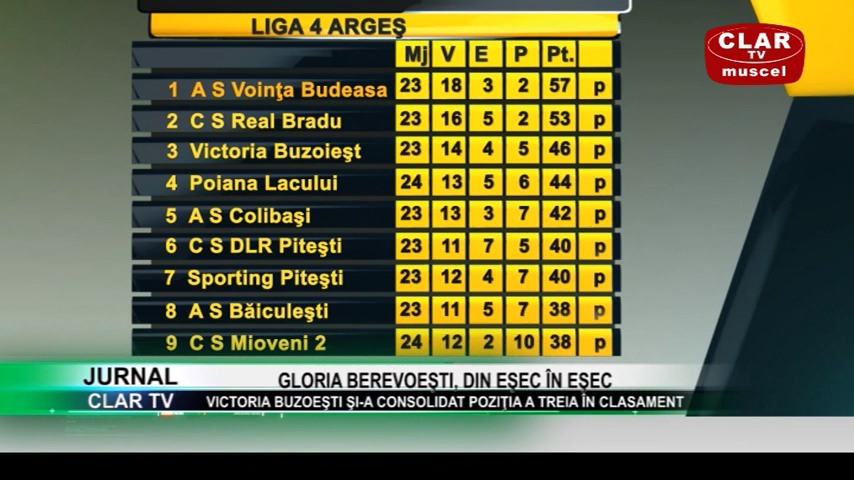 LIGA 4 ARGEŞ
CLAR
TV
muscel
Mj V E P Pt.
1 A S Voinţa Budeasa 23 18 3 2 57 p
2 C S Real Bradu 23 16 5 2 53 p
3 Victoria Buzoieşt 23 14 4 5 46 p
4 Poiana Lacului 24 13 5 6 44 p
5 A S Colibaşi 23 13 3 7 42 p
6 C S DLR Piteşti 23 11 7 5 40 p
7 Sporting Piteşti 23 12 4 7 40 p
8 A S Băiculeşti 23 11 5 7 38 p
9 C S Mioveni 2 24 12 2 10 38 p
JURNAL GLORIA BEREVOEŞTI, DIN EŞEC ÎN EŞEC
CLAR TV VICTORIA BUZOEŞTI ŞI-A CONSOLIDAT POZIŢIA A TREIA ÎN CLASAMENT